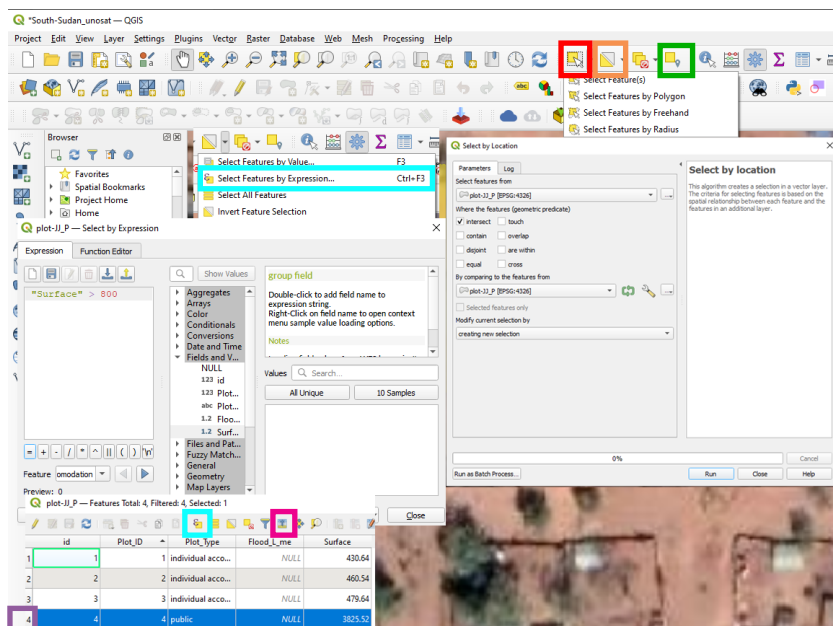 *South-Sudan_unosat — QGIS
Project Edit View Layer Settings Plugins Vector Raster Database Web Mesh Processing Help
Select Feature(s)
Select Features by Polygon
Select Features by Freehand
Select Features by Radius
Browser
Favorites
Spatial Bookmarks
Project Home
Home
Select Features by Value... F3
Select Features by Expression... Ctrl+F3
Select All Features
Invert Feature Selection
Select by Location
Parameters Log
Select features from
plot-JJ_P [EPSG:4326]
Where the features (geometric predicate)
intersect touch
contain overlap
disjoint are within
equal cross
By comparing to the features from
plot-JJ_P [EPSG:4326]
Selected features only
Modify current selection by
creating new selection
Select by location
This algorithm creates a selection in a vector layer.
The criteria for selecting features is based on the
spatial relationship between each feature and the
features in an additional layer.
0% Cancel
Run as Batch Process... Run Close Help
plot-JJ_P — Select by Expression
Expression Function Editor
"Surface" > 800
Show Values
Aggregates
Arrays
Color
Conditionals
Conversions
Date and Time
Fields and V...
NULL
123 id
123 Plot...
abc Plot...
1.2 Floo...
1.2 Surf...
Files and Pat...
Fuzzy Match...
General
Geometry
Map Layers
group field
Double-click to add field name to
expression string.
Right-Click on field name to open context
menu sample value loading options.
Notes
Values Search...
All Unique 10 Samples
= + - / * ^ || ( ) '\n'
Feature omodation
Preview: 0
Close
plot-JJ_P — Features Total: 4, Filtered: 4, Selected: 1
id Plot_ID Plot_Type Flood_L_me Surface
1 1 1 individual acco... NULL 430.64
2 2 2 individual acco... NULL 460.54
3 3 3 individual acco... NULL 479.64
4 4 4 public NULL 3825.52